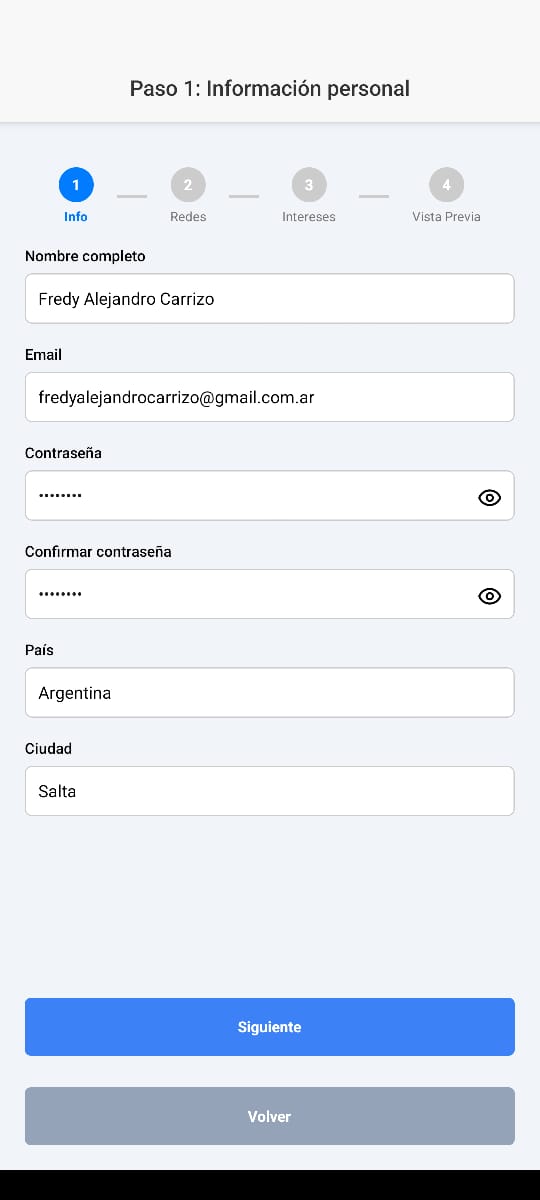 Paso 1: Información personal
1 2 3 4
Info Redes Intereses Vista Previa
Nombre completo
Fredy Alejandro Carrizo
Email
fredyalejandrocarrizo@gmail.com.ar
Contraseña
••••••••
Confirmar contraseña
••••••••
País
Argentina
Ciudad
Salta
Siguiente
Volver